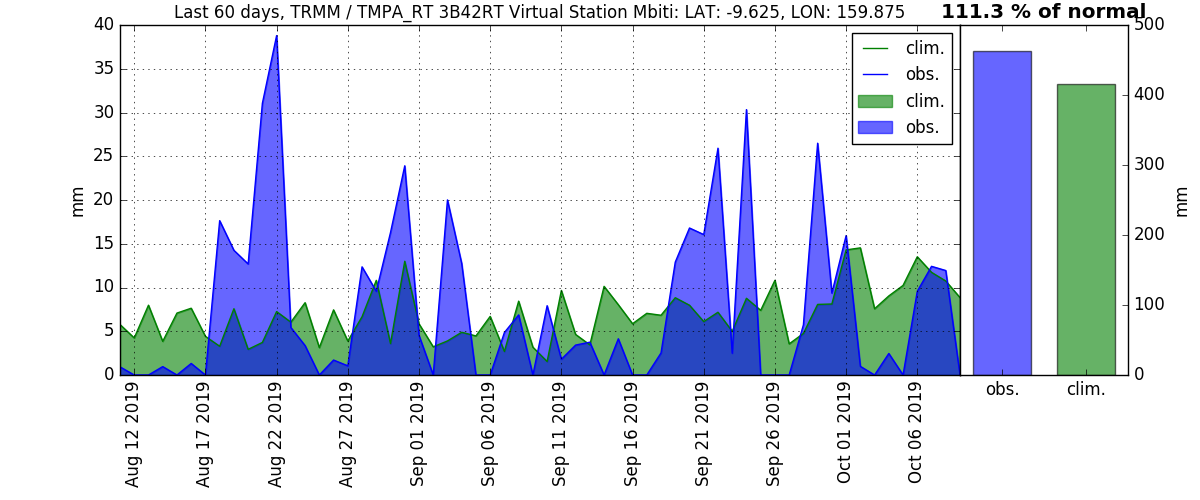 Last 60 days, TRMM / TMPA_RT 3B42RT Virtual Station Mbiti: LAT: -9.625, LON: 159.875
111.3 % of normal
40
35
30
25
20
15
10
5
0
mm
clim.
obs.
clim.
obs.
500
400
300
200
100
0
mm
obs.
clim.
Aug 12 2019
Aug 17 2019
Aug 22 2019
Aug 27 2019
Sep 01 2019
Sep 06 2019
Sep 11 2019
Sep 16 2019
Sep 21 2019
Sep 26 2019
Oct 01 2019
Oct 06 2019